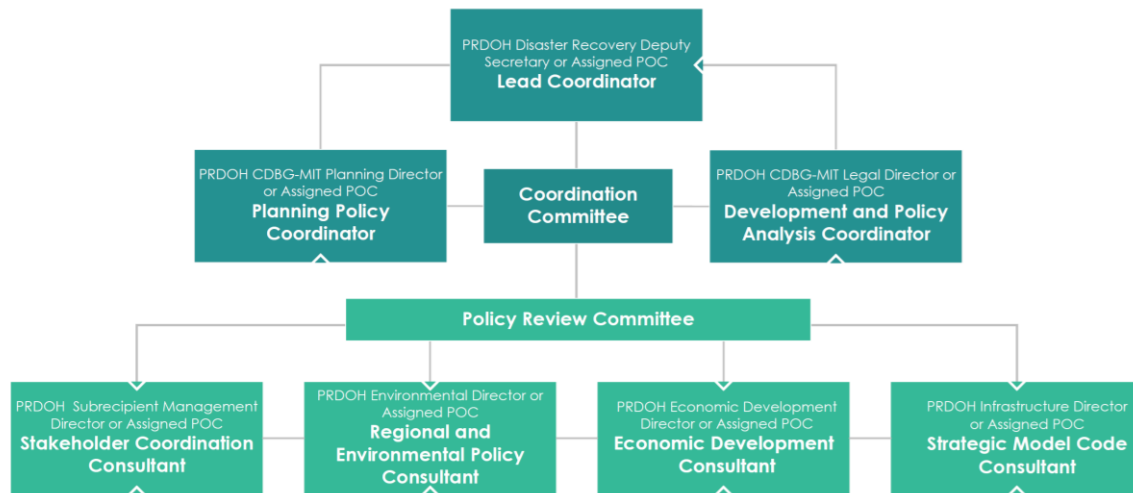 PRDOH Disaster Recovery Deputy
Secretary or Assigned POC
Lead Coordinator
PRDOH CDBG-MIT Planning Director
or Assigned POC
Planning Policy
Coordinator
Coordination
Committee
PRDOH CDBG-MIT Legal Director or
Assigned POC
Development and Policy
Analysis Coordinator
Policy Review Committee
PRDOH Subrecipient Management
Director or Assigned POC
Stakeholder Coordination
Consultant
PRDOH Environmental Director or
Assigned POC
Regional and
Environmental Policy
Consultant
PRDOH Economic Development
Director or Assigned POC
Economic Development
Consultant
PRDOH Infrastructure Director
or Assigned POC
Strategic Model Code
Consultant